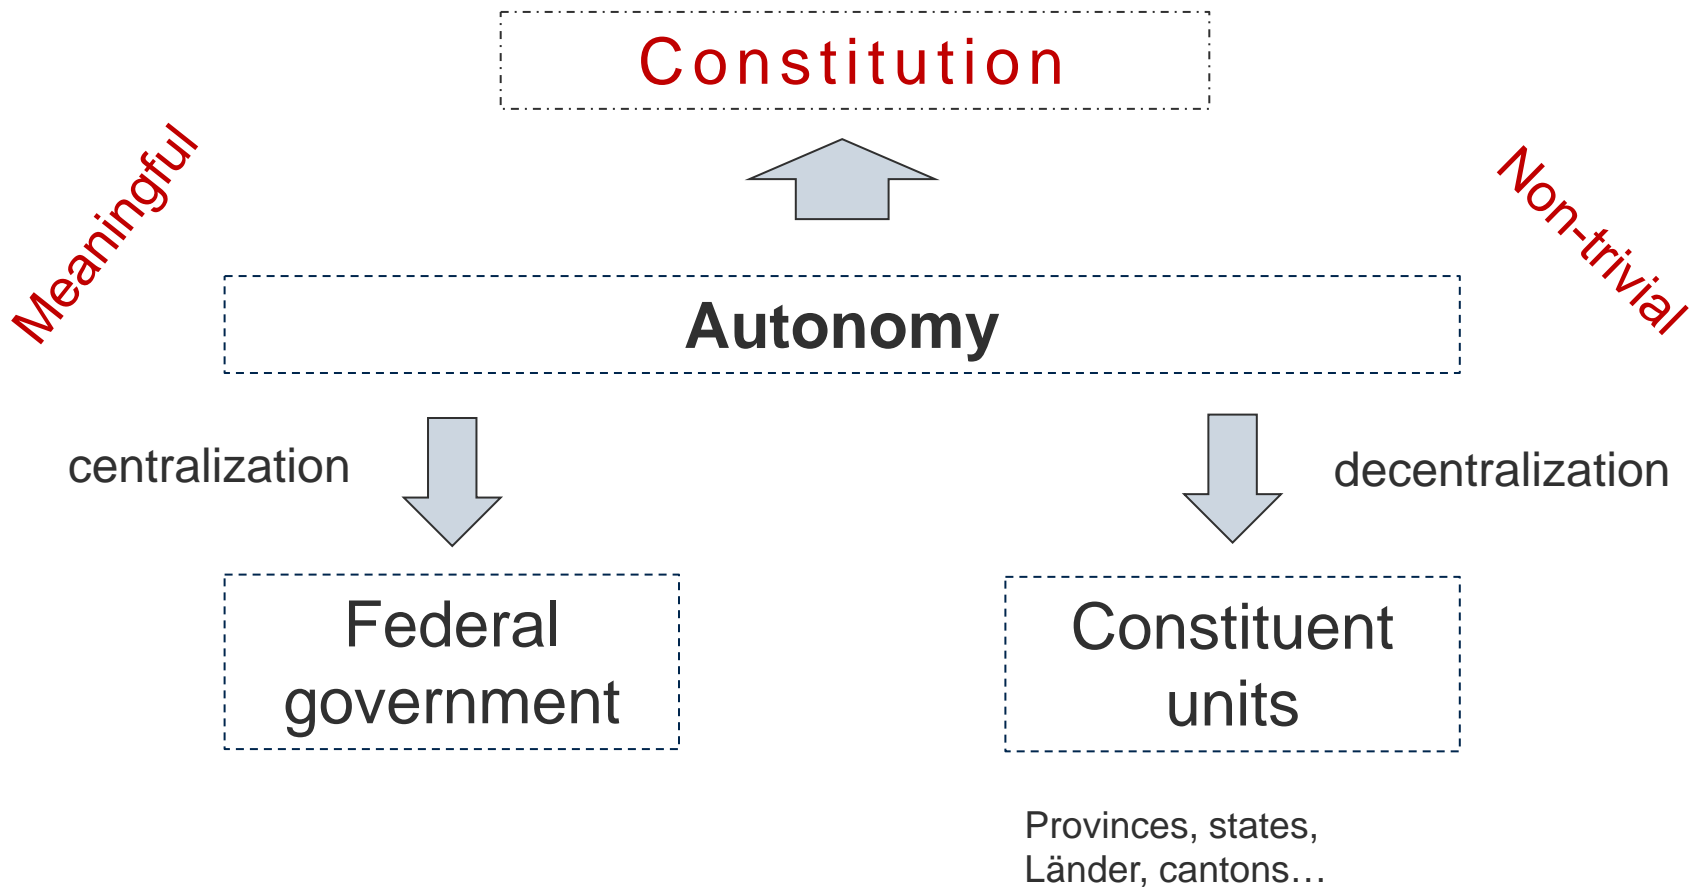 Constitution
Meaningful
Non-trivial
Autonomy
centralization
decentralization
Federal
government
Constituent
units
Provinces, states,
Länder, cantons…